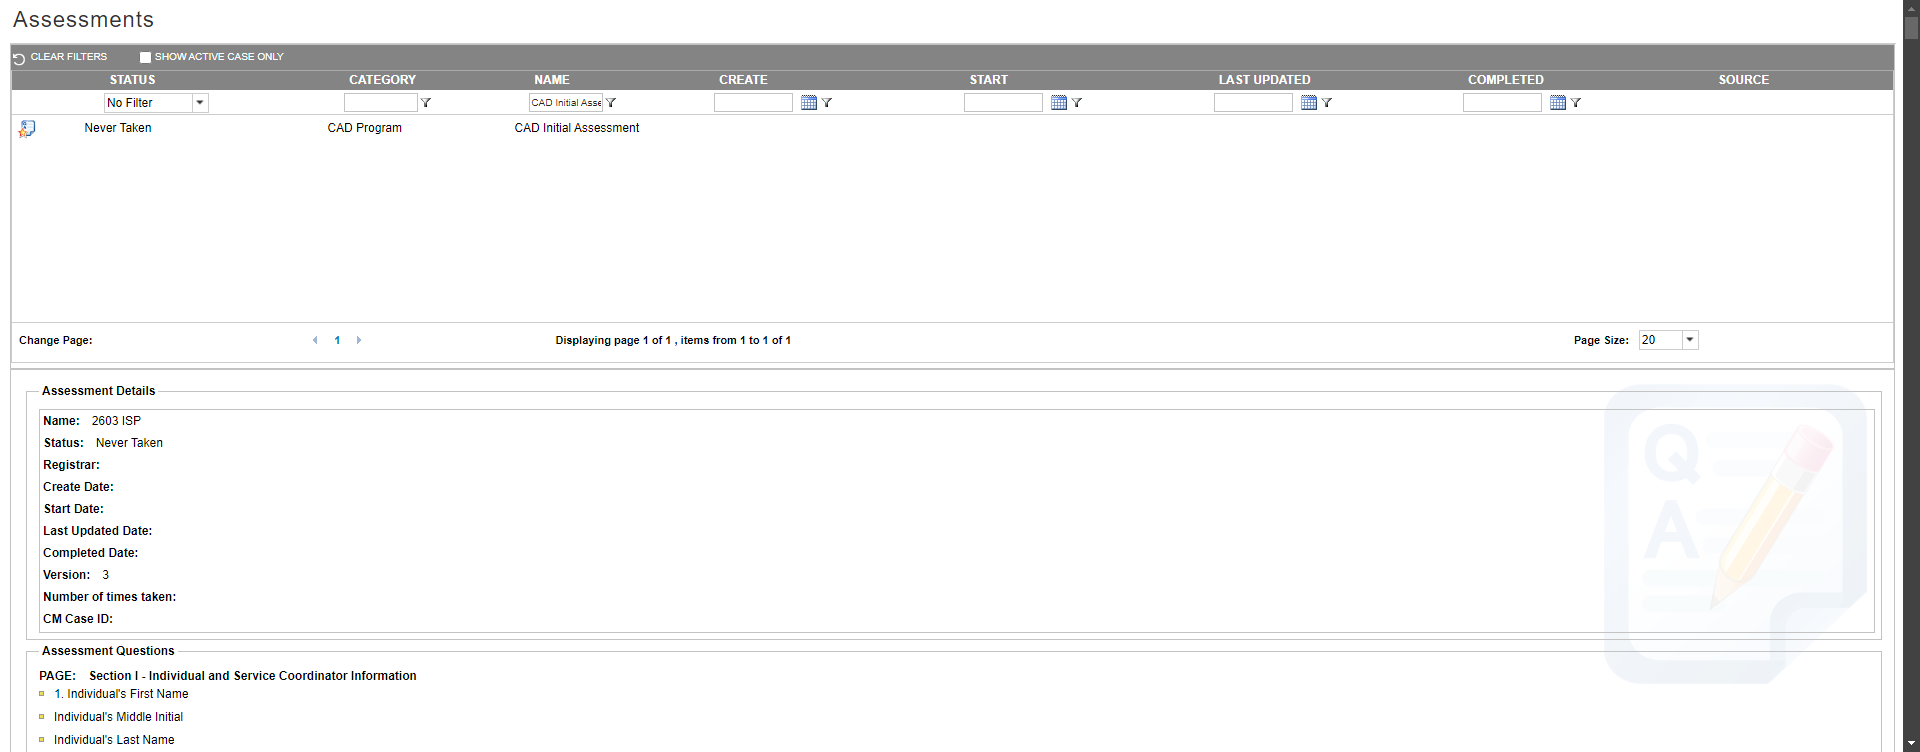 Assessments
CLEAR FILTERS SHOW ACTIVE CASE ONLY
STATUS CATEGORY NAME CREATE START LAST UPDATED COMPLETED SOURCE
No Filter CAD Initial Asse
Never Taken CAD Program CAD Initial Assessment
Change Page: 1 Displaying page 1 of 1 , items from 1 to 1 of 1 Page Size: 20
Assessment Details
Name: 2603 ISP
Status: Never Taken
Registrar:
Create Date:
Start Date:
Last Updated Date:
Completed Date:
Version: 3
Number of times taken:
CM Case ID:
Q
A
Assessment Questions
PAGE: Section I - Individual and Service Coordinator Information
1. Individual's First Name
Individual's Middle Initial
Individual's Last Name